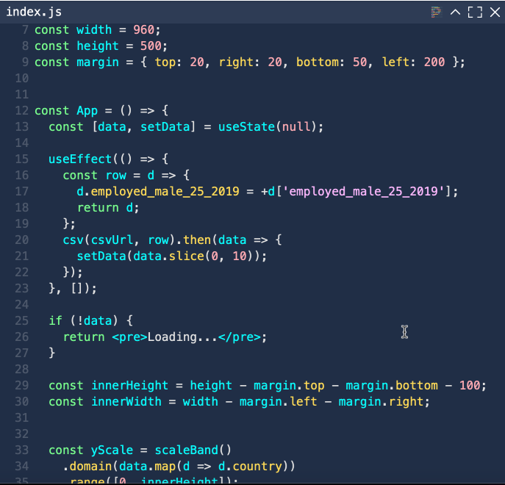 index.js
7 const width = 960;
8 const height = 500;
9 const margin = { top: 20, right: 20, bottom: 50, left: 200 };
10
11
12 const App = () => {
13   const [data, setData] = useState(null);
14
15   useEffect(() => {
16     const row = d => {
17       d.employed_male_25_2019 = +d['employed_male_25_2019'];
18       return d;
19     };
20     csv(csvUrl, row).then(data => {
21       setData(data.slice(0, 10));
22     });
23   }, []);
24
25   if (!data) {
26     return <pre>Loading...</pre>;
27   }
28
29   const innerHeight = height - margin.top - margin.bottom - 100;
30   const innerWidth = width - margin.left - margin.right;
31
32
33   const yScale = scaleBand()
34     .domain(data.map(d => d.country))
35     .range([0, innerHeight]);